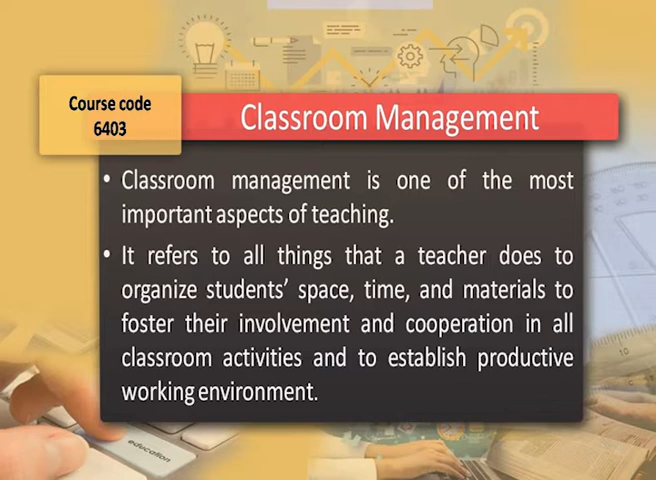 Course code
6403
Classroom Management
• Classroom management is one of the most
important aspects of teaching.
• It refers to all things that a teacher does to
organize students’ space, time, and materials to
foster their involvement and cooperation in all
classroom activities and to establish productive
working environment.
education
10